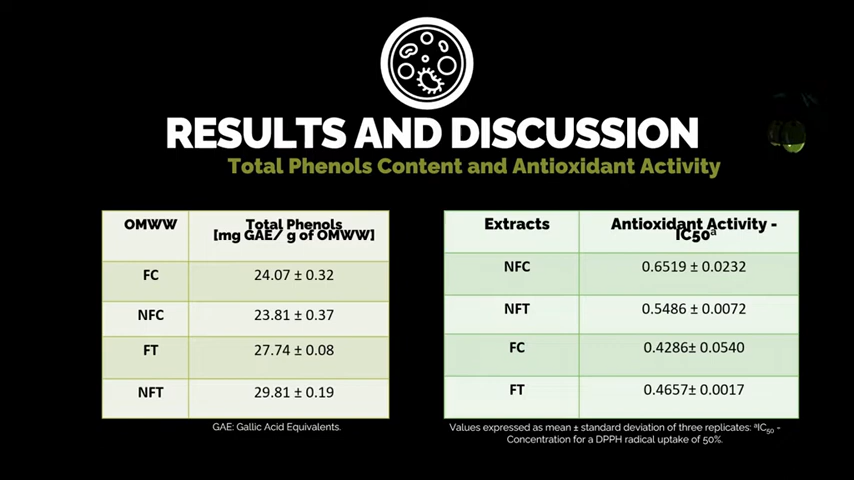 RESULTS AND DISCUSSION
Total Phenols Content and Antioxidant Activity
OMWW Total Phenols
[mg GAE/ g of OMWW]
FC 24.07 ± 0.32
NFC 23.81 ± 0.37
FT 27.74 ± 0.08
NFT 29.81 ± 0.19
GAE: Gallic Acid Equivalents.
Extracts Antioxidant Activity -
IC50ª
NFC 0.6519 ± 0.0232
NFT 0.5486 ± 0.0072
FC 0.4286± 0.0540
FT 0.4657± 0.0017
Values expressed as mean ± standard deviation of three replicates: ªIC50 -
Concentration for a DPPH radical uptake of 50%.